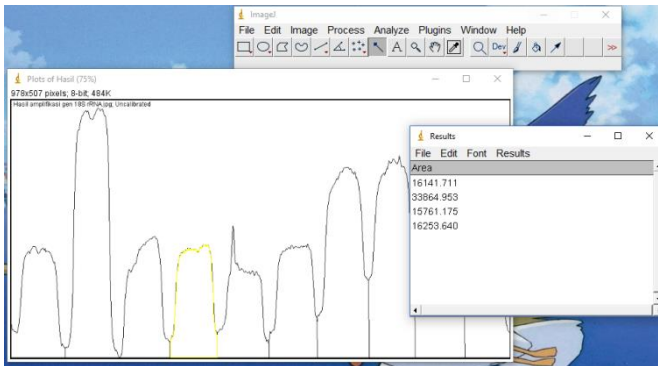 ImageJ
File Edit Image Process Analyze Plugins Window Help
A Dev >>
Plots of Hasil (75%)
978x507 pixels; 8-bit; 484K
Hasil amplifikasi gen 18S rRNA.jpg, Uncalibrated
Results
File Edit Font Results
Area
16141.711
33864.953
15761.175
16253.640